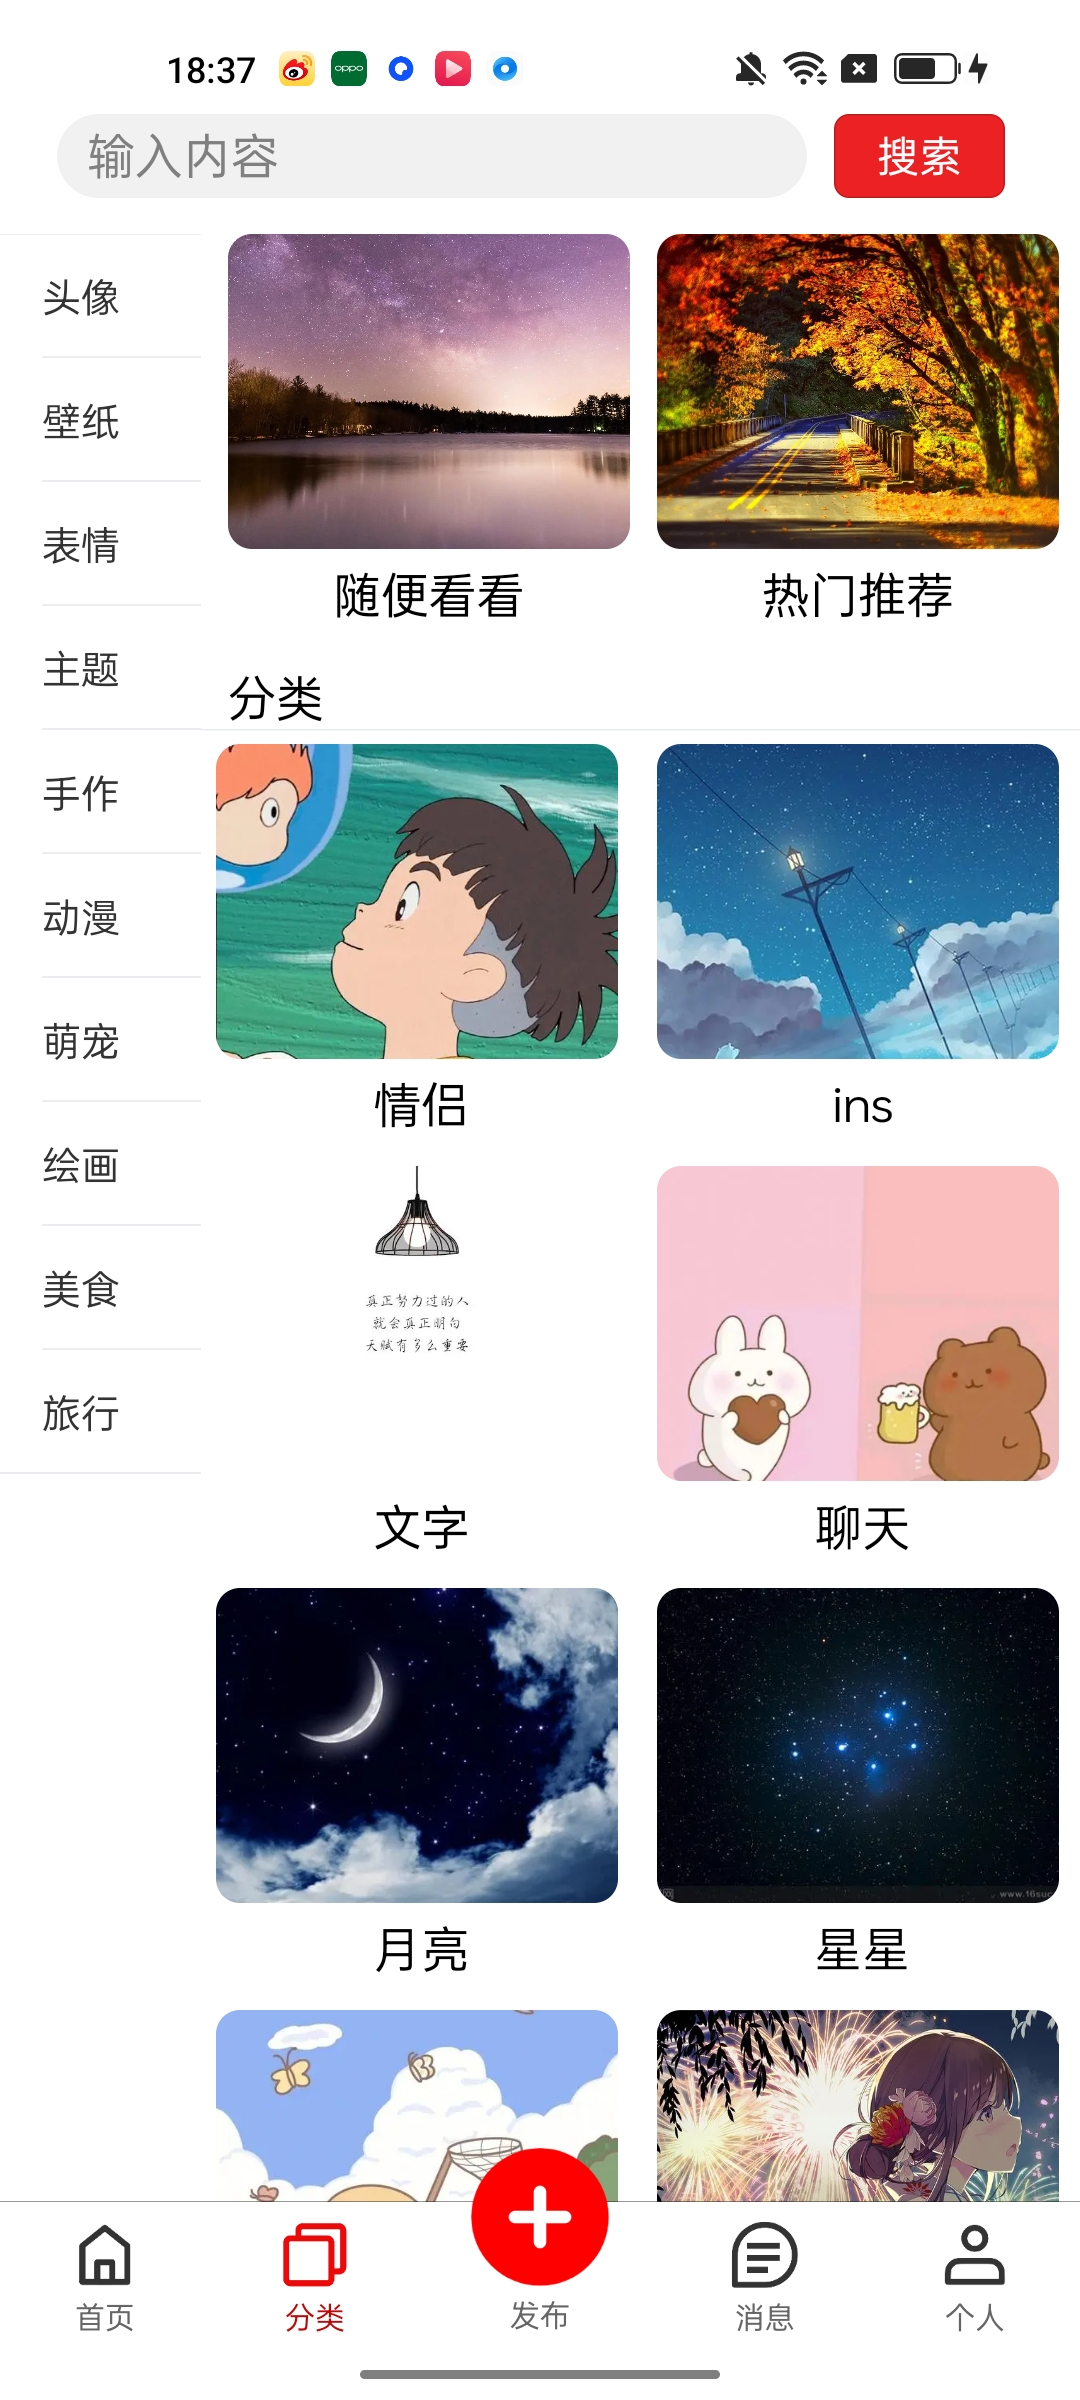 18:37
oppo
输入内容
搜索
头像
壁纸
表情
主题
手作
动漫
萌宠
绘画
美食
旅行
随便看看
热门推荐
分类
情侣
ins
真正努力过的人
就会真正明白
天赋有多么重要
文字
聊天
网
www.16suc
月亮
星星
首页
分类
发布
消息
个人